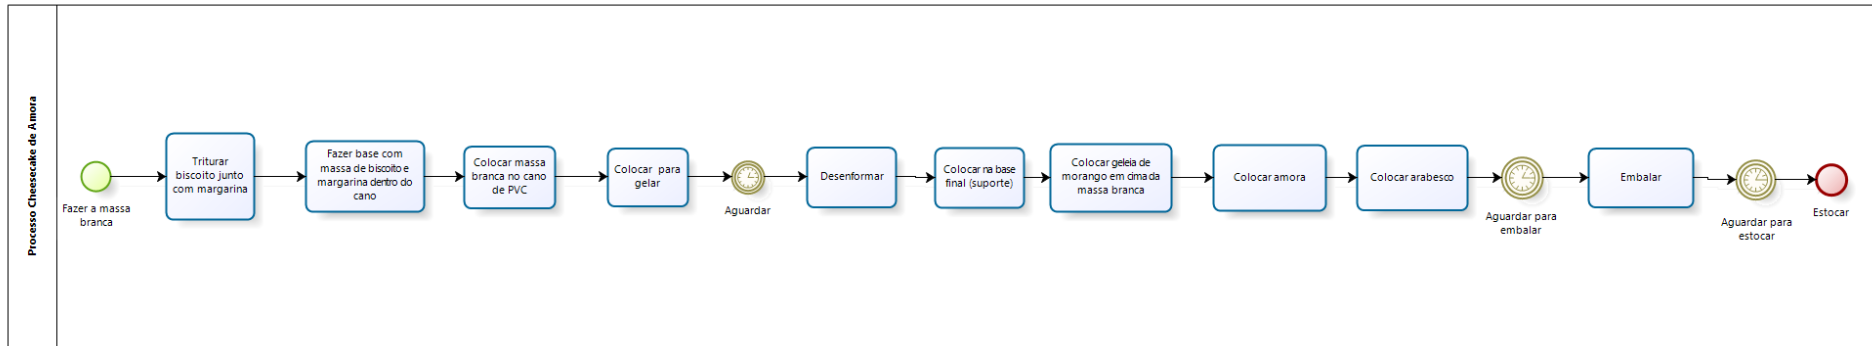 Processo Cheesecake de Amora
Fazer a massa
branca
Triturar
biscoito junto
com margarina
Fazer base com
massa de biscoito e
margarina dentro do
cano
Colocar massa
branca no cano
de PVC
Colocar para
gelar
Aguardar
Desenformar
Colocar na base
final (suporte)
Colocar geleia de
morango em cima da
massa branca
Colocar amora
Colocar arabesco
Aguardar para
embalar
Embalar
Aguardar para
estocar
Estocar